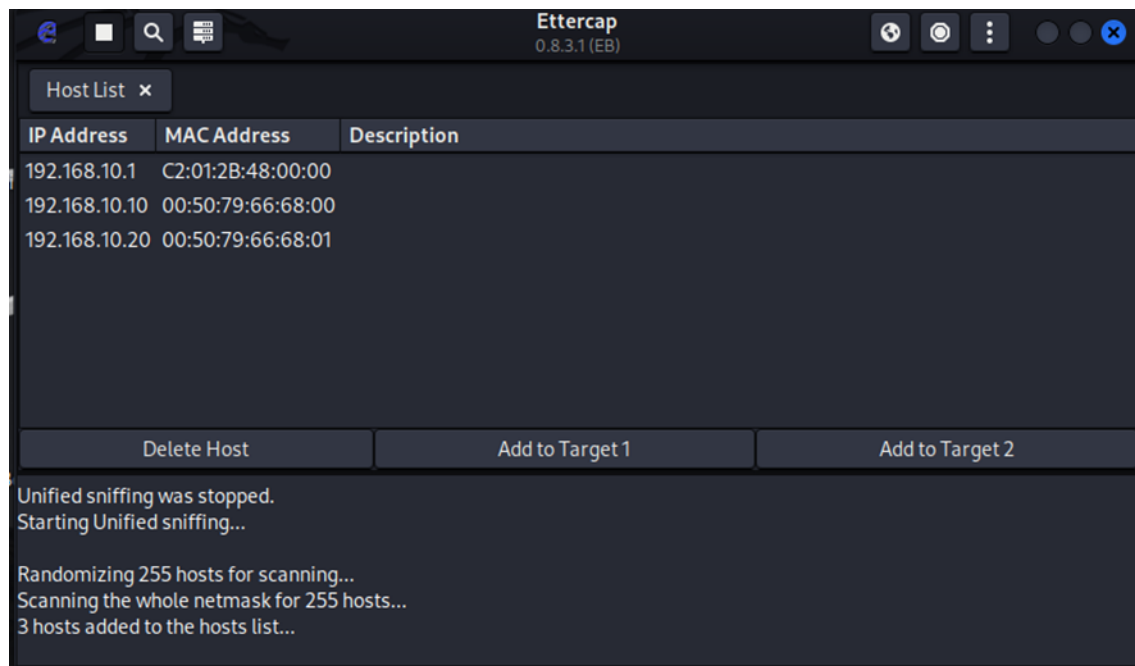 Ettercap
0.8.3.1 (EB)
Host List ×
IP Address MAC Address Description
192.168.10.1 C2:01:2B:48:00:00
192.168.10.10 00:50:79:66:68:00
192.168.10.20 00:50:79:66:68:01
Delete Host Add to Target 1 Add to Target 2
Unified sniffing was stopped.
Starting Unified sniffing...
Randomizing 255 hosts for scanning...
Scanning the whole netmask for 255 hosts...
3 hosts added to the hosts list...